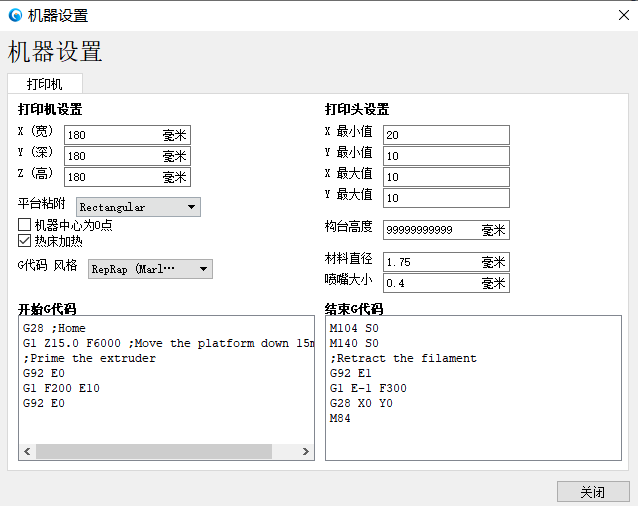 机器设置
机器设置
打印机
打印机设置
X (宽) 180 毫米
Y (深) 180 毫米
Z (高) 180 毫米
平台粘附 Rectangular
机器中心为0点
热床加热
G代码 风格 RepRap (Marl···
打印头设置
X 最小值 20
Y 最小值 10
X 最大值 10
Y 最大值 10
构台高度 99999999999 毫米
材料直径 1.75 毫米
喷嘴大小 0.4 毫米
开始G代码
G28 ;Home
G1 Z15.0 F6000 ;Move the platform down 15m
;Prime the extruder
G92 E0
G1 F200 E10
G92 E0
结束G代码
M104 S0
M140 S0
;Retract the filament
G92 E1
G1 E-1 F300
G28 X0 Y0
M84
关闭